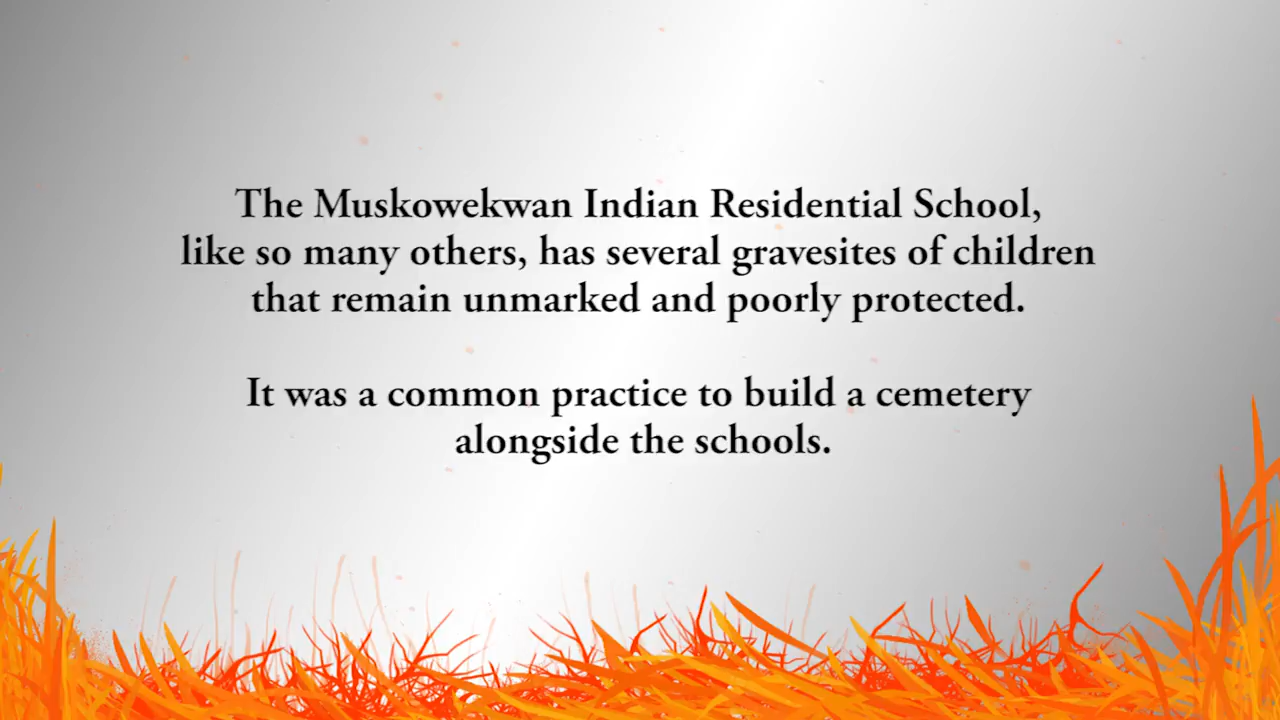 The Muskowekwan Indian Residential School,
like so many others, has several gravesites of children
that remain unmarked and poorly protected.
It was a common practice to build a cemetery
alongside the schools.